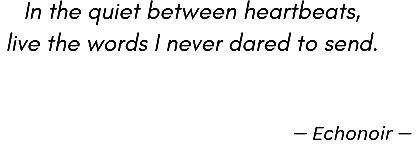 In the quiet between heartbeats,
live the words I never dared to send.
— Echonoir —